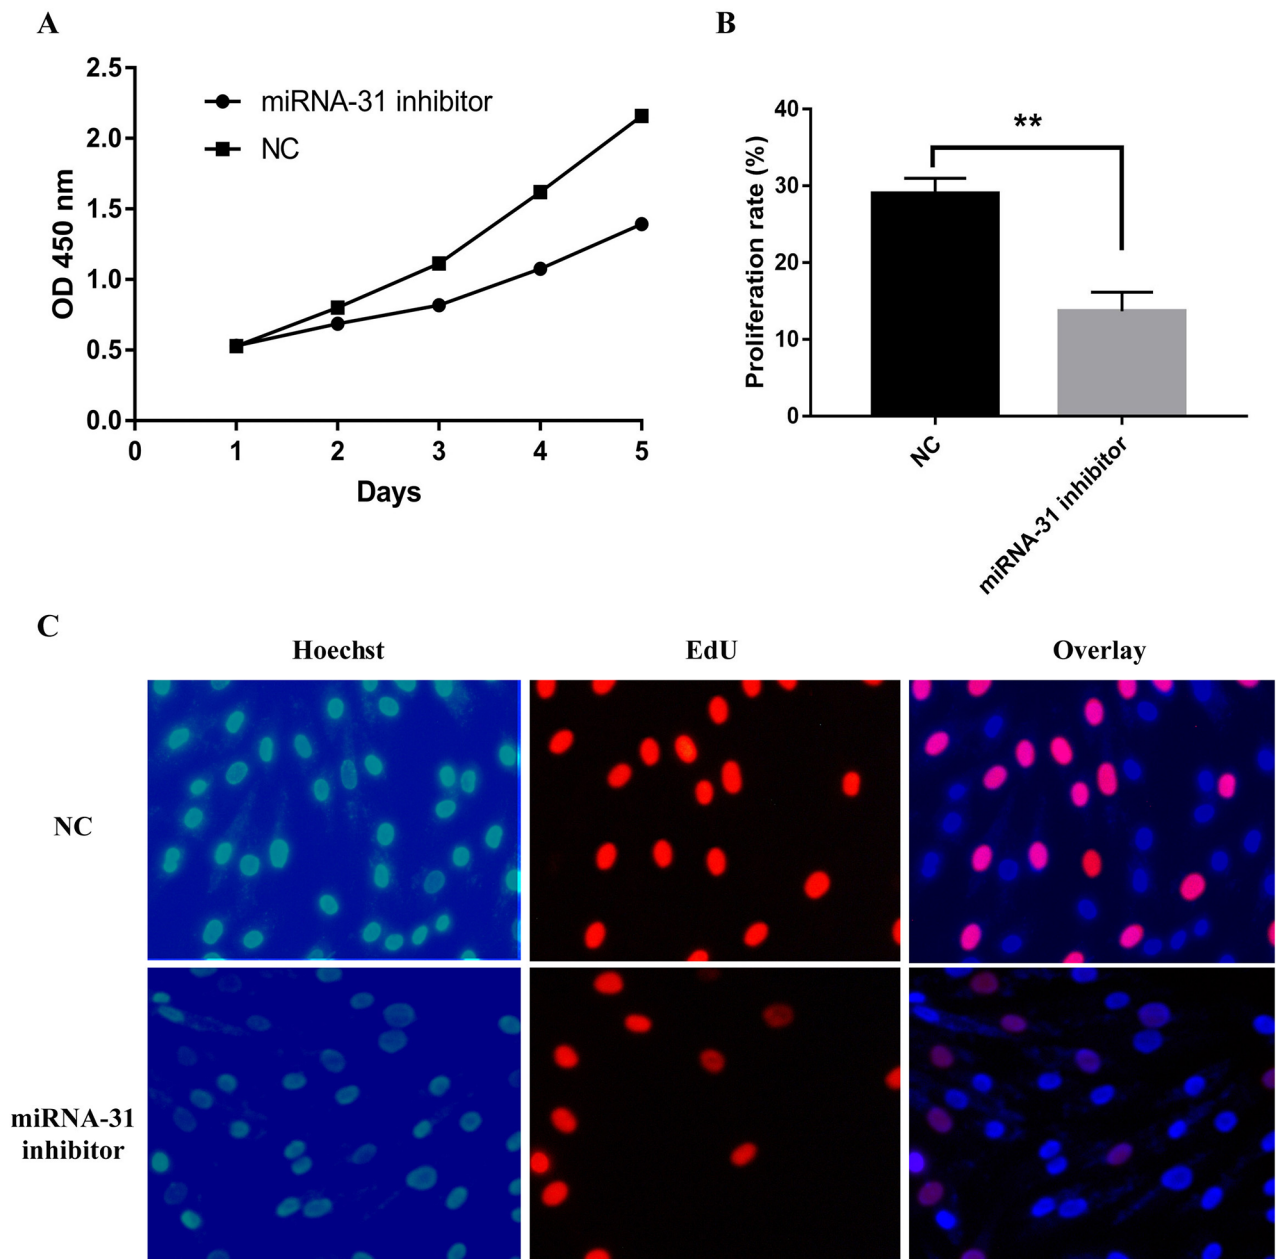 A
2.5
2.0
1.5
1.0
0.5
0.0
OD 450 nm
miRNA-31 inhibitor
NC
0 1 2 3 4 5
Days
B
40
30
20
10
0
Proliferation rate (%)
**
NC
miRNA-31 inhibitor
C
Hoechst EdU Overlay
NC
miRNA-31
inhibitor